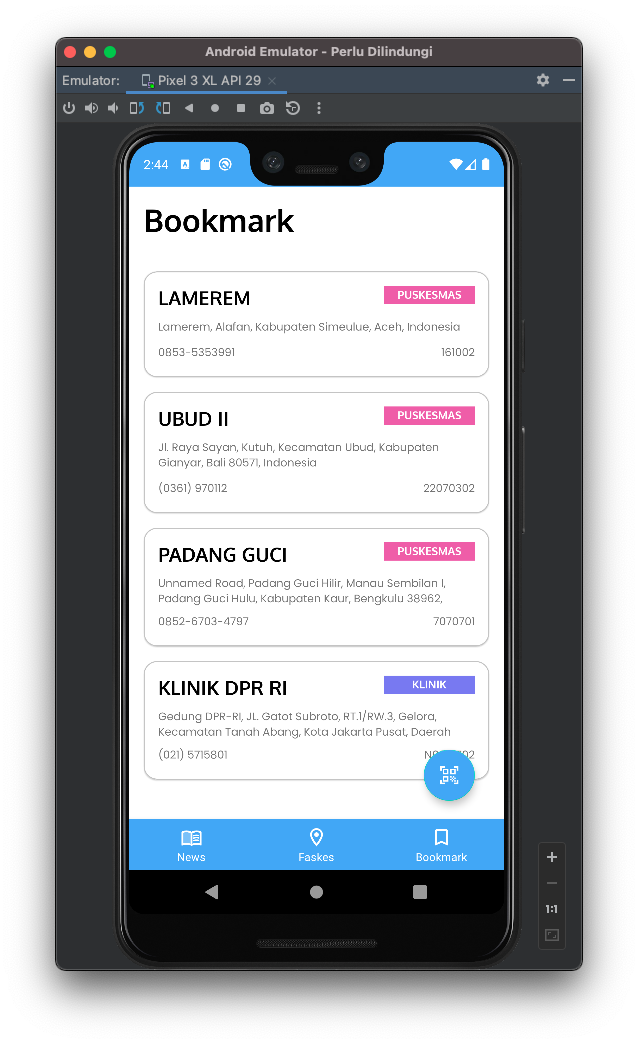 Android Emulator - Perlu Dilindungi
Emulator:
Pixel 3 XL API 29
2:44
Bookmark
LAMEREM
PUSKESMAS
Lamerem, Alafan, Kabupaten Simeulue, Aceh, Indonesia
0853-5353991
161002
UBUD II
PUSKESMAS
Jl. Raya Sayan, Kutuh, Kecamatan Ubud, Kabupaten
Gianyar, Bali 80571, Indonesia
(0361) 970112
22070302
PADANG GUCI
PUSKESMAS
Unnamed Road, Padang Guci Hilir, Manau Sembilan I,
Padang Guci Hulu, Kabupaten Kaur, Bengkulu 38962,
0852-6703-4797
7070701
KLINIK DPR RI
KLINIK
Gedung DPR-RI, JL. Gatot Subroto, RT.1/RW.3, Gelora,
Kecamatan Tanah Abang, Kota Jakarta Pusat, Daerah
(021) 5715801
News
Faskes
Bookmark
1:1